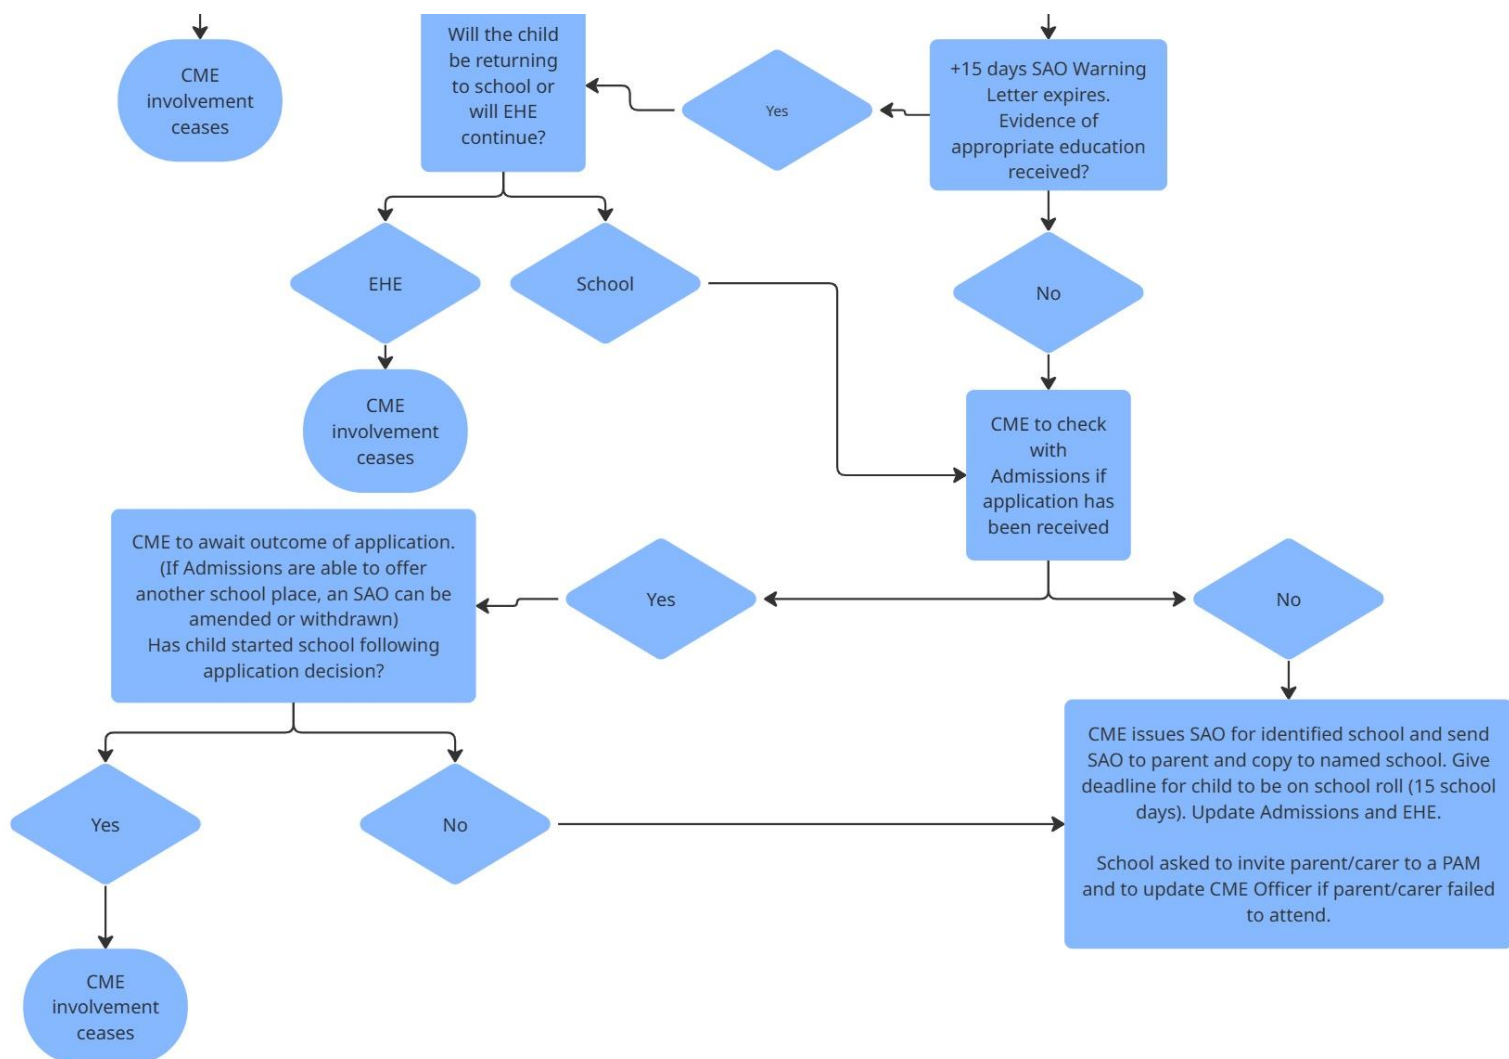 CME
involvement
ceases
Will the child
be returning
to school or
will EHE
continue?
Yes
+15 days SAO Warning
Letter expires.
Evidence of
appropriate education
received?
EHE
School
No
CME
involvement
ceases
CME to check
with
Admissions if
application has
been received
CME to await outcome of application.
(If Admissions are able to offer
another school place, an SAO can be
amended or withdrawn)
Has child started school following
application decision?
Yes
No
Yes
No
CME issues SAO for identified school and send
SAO to parent and copy to named school. Give
deadline for child to be on school roll (15 school
days). Update Admissions and EHE.
School asked to invite parent/carer to a PAM
and to update CME Officer if parent/carer failed
to attend.
CME
involvement
ceases